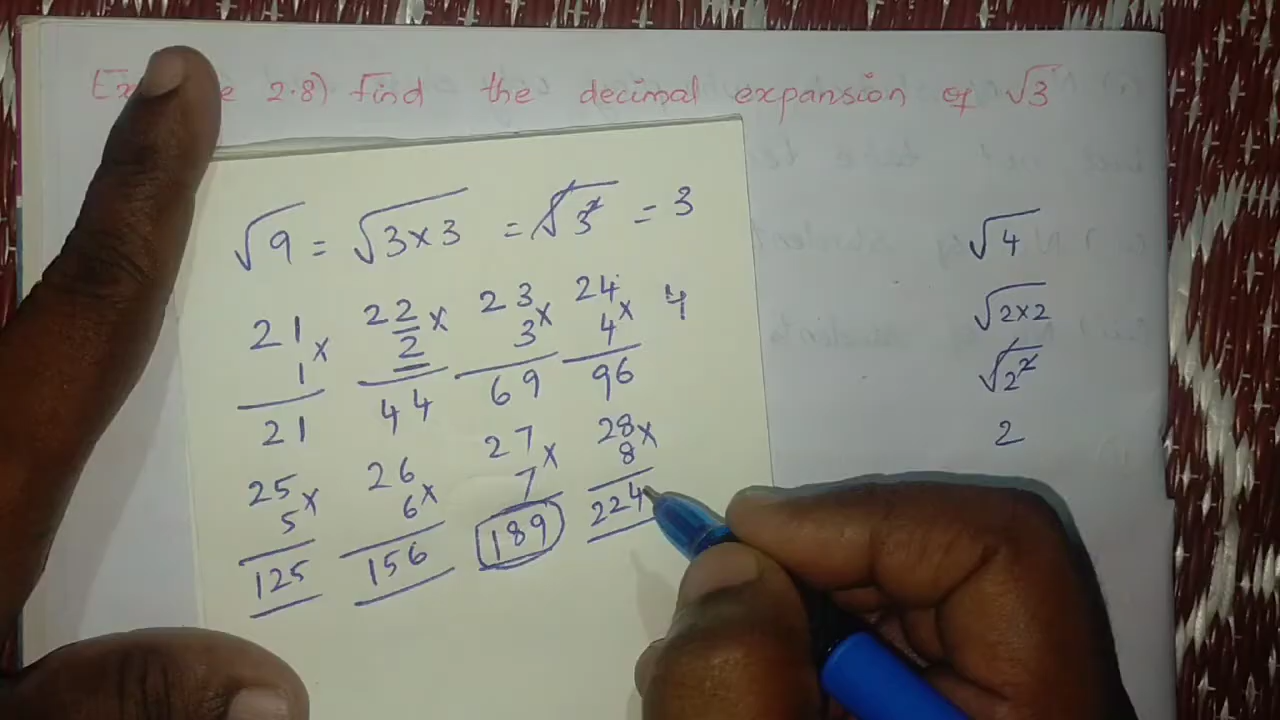 2.8) Find the decimal expansion of √3
√9 = √3×3 = √3² = 3
21 × 1 = 21
22 × 2 = 44
23 × 3 = 69
24 × 4 = 96
4
25 × 5 = 125
26 × 6 = 156
27 × 7 = 189
28 × 8 = 224
√4
√2×2
√2²
2